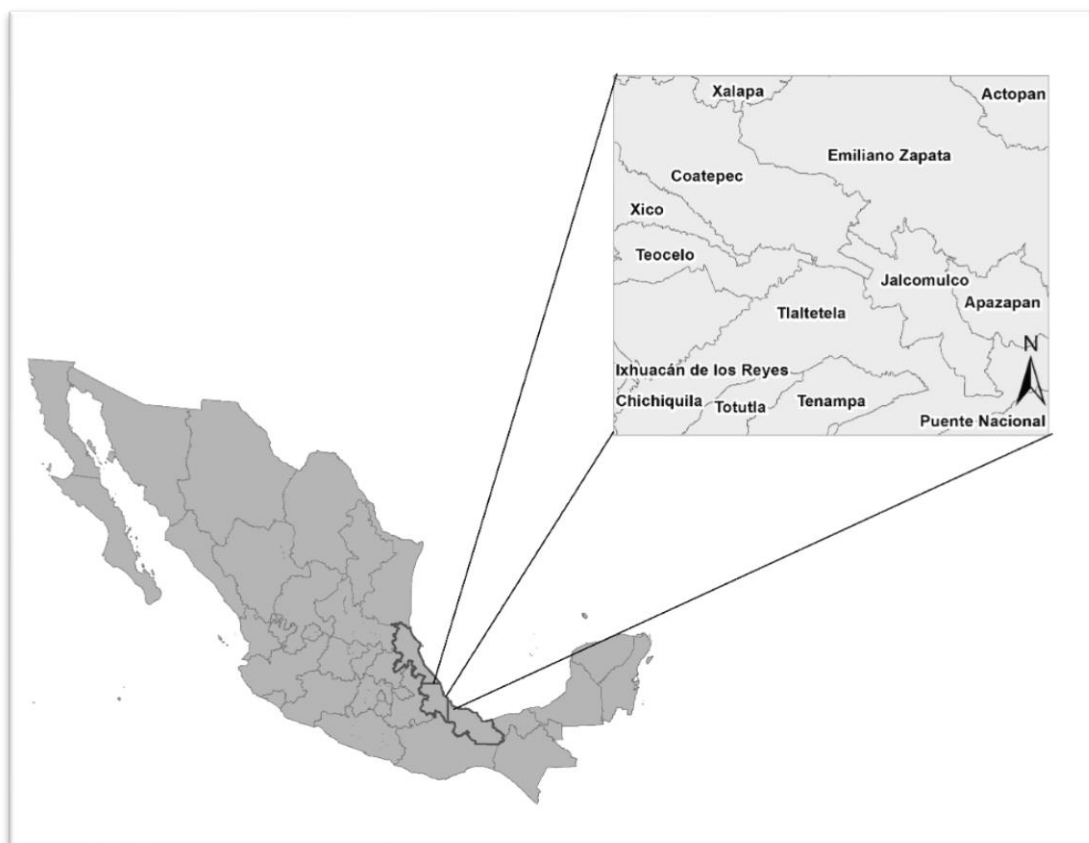 Xalapa
Actopan
Emiliano Zapata
Coatepec
Xico
Teocelo
Jalcomulco
Apazapan
Tlaltetela
N
Ixhuacán de los Reyes
Chichiquila
Totutla
Tenampa
Puente Nacional